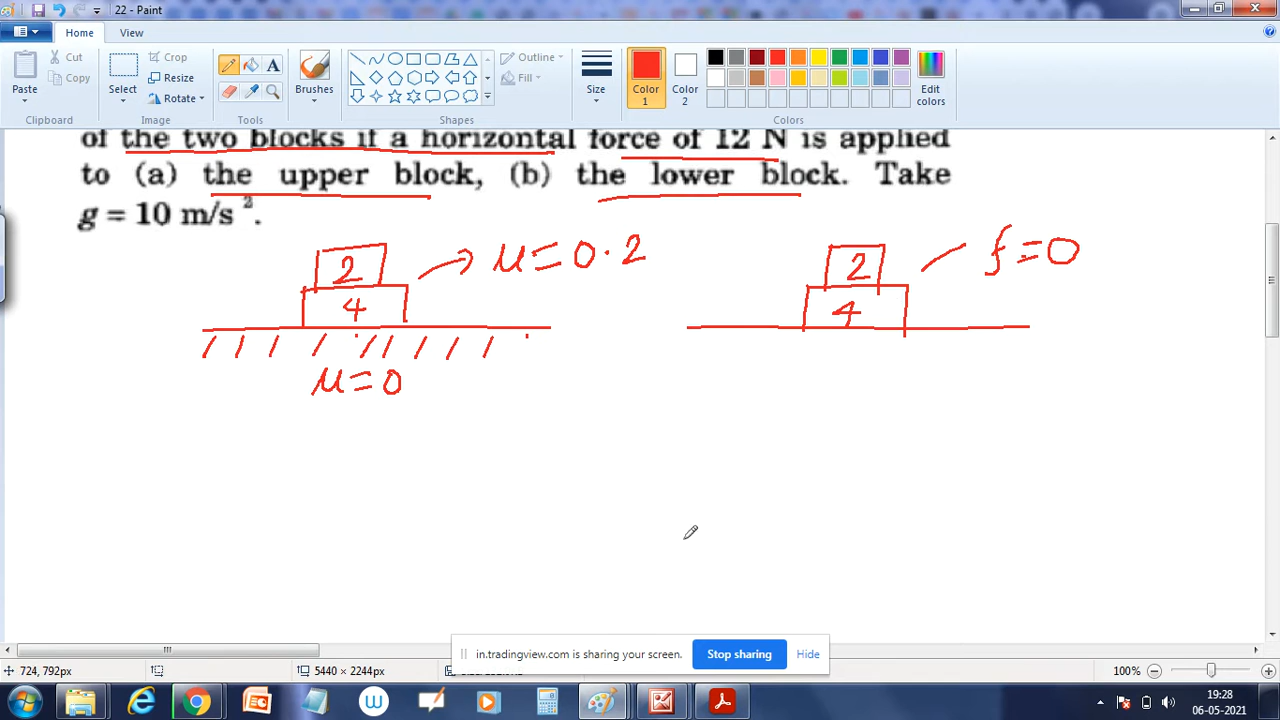 22 - Paint
Home View
Paste
Cut
Copy
Clipboard
Select
Crop
Resize
Rotate
Image
A
Tools
Brushes
Outline
Fill
Shapes
Size
Color 1
Color 2
Edit colors
Colors
of the two blocks if a horizontal force of 12 N is applied
to (a) the upper block, (b) the lower block. Take
g = 10 m/s ².
2
4
μ = 0.2
μ = 0
2
4
f = 0
in.tradingview.com is sharing your screen. Stop sharing Hide
724, 792px
5440 × 2244px
100%
19:28
06-05-2021